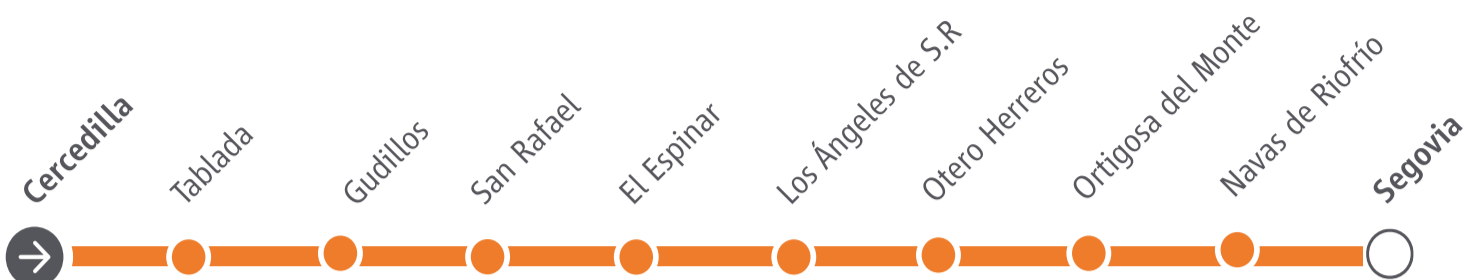 Cercedilla
Tablada
Gudillos
San Rafael
El Espinar
Los Ángeles de S.R
Otero Herreros
Ortigosa del Monte
Navas de Riofrío
Segovia